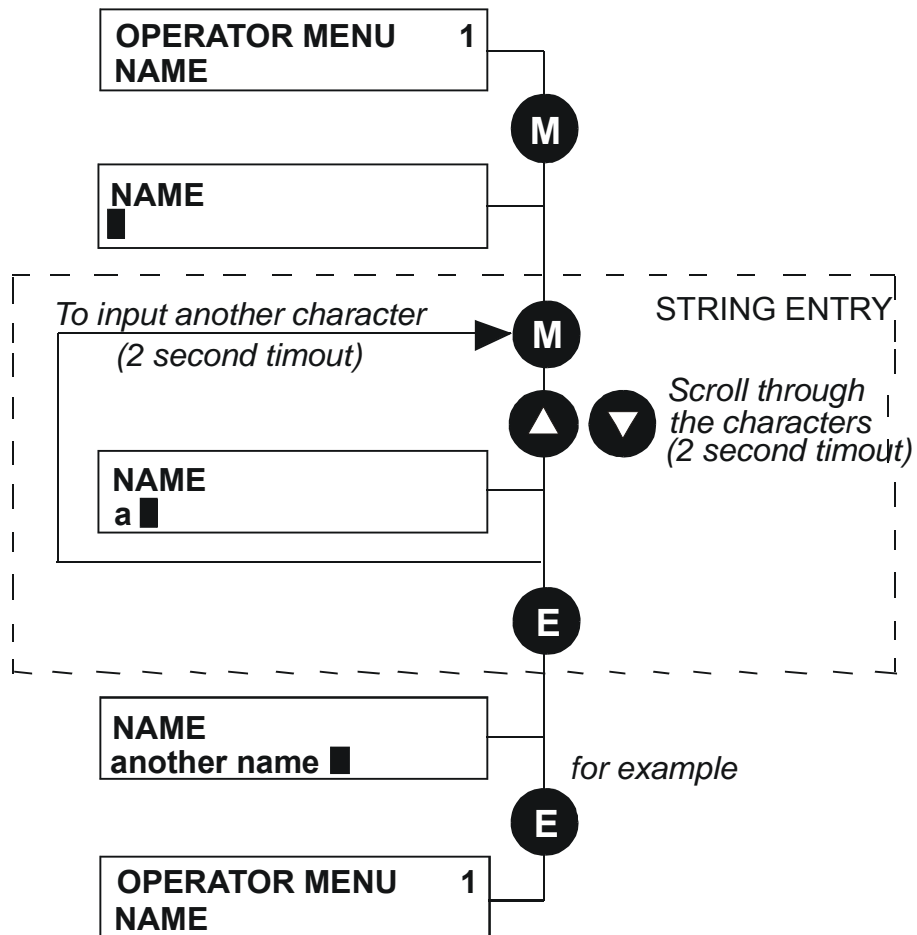 OPERATOR MENU 1
NAME
M
NAME
STRING ENTRY
To input another character
(2 second timout)
M
Scroll through
the characters
(2 second timout)
NAME
a
E
NAME
another name
for example
E
OPERATOR MENU 1
NAME